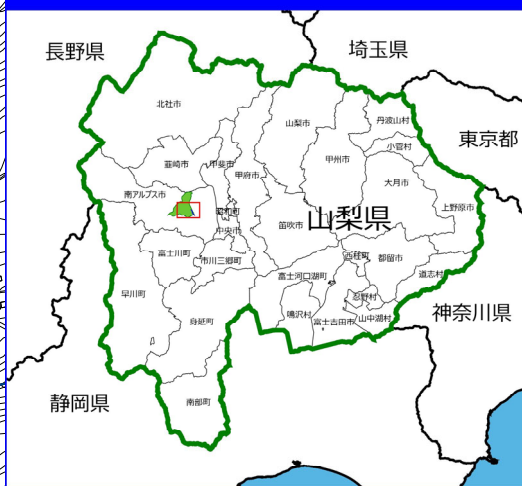 長野県
埼玉県
北杜市
山梨市
丹波山村
小菅村
東京都
韮崎市
甲斐市
甲府市
甲州市
大月市
南アルプス市
昭和町
上野原市
中央市
笛吹市
山梨県
富士川町
市川三郷町
西桂町
都留市
富士河口湖町
道志村
早川町
忍野村
身延町
鳴沢村
富士吉田市
山中湖村
神奈川県
静岡県
南部町